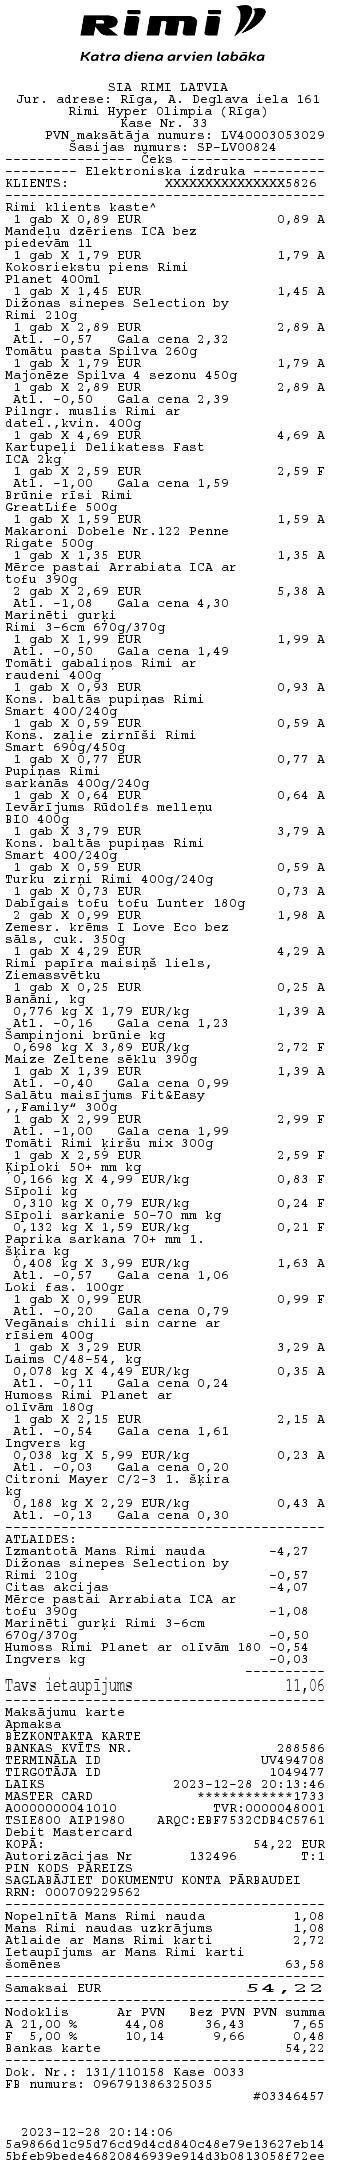 Rimi
Katra diena arvien labāka
SIA RIMI LATVIA
Jur. adrese: Rīga, A. Deglava iela 161
Rimi Hyper Olimpia (Rīga)
Kase Nr. 33
PVN maksātāja numurs: LV40003053029
Šasijas numurs: SP-LV00824
---------------- Čeks ------------------
--------- Elektroniska izdruka ---------
KLIENTS: XXXXXXXXXXXXXXX5826
Rimi klients kaste^
1 gab X 0,89 EUR 0,89 A
Mandeļu dzēriens ICA bez
piedevām 1l
1 gab X 1,79 EUR 1,79 A
Kokosriekstu piens Rimi
Planet 400ml
1 gab X 1,45 EUR 1,45 A
Dižonas sinepes Selection by
Rimi 210g
1 gab X 2,89 EUR 2,89 A
Atl. -0,57 Gala cena 2,32
Tomātu pasta Spilva 260g
1 gab X 1,79 EUR 1,79 A
Majonēze Spilva 4 sezonu 450g
1 gab X 2,89 EUR 2,89 A
Atl. -0,50 Gala cena 2,39
Pilngr. muslis Rimi ar
datel.,kvin. 400g
1 gab X 4,69 EUR 4,69 A
Kartupeļi Delikatess Fast
ICA 2kg
1 gab X 2,59 EUR 2,59 F
Atl. -1,00 Gala cena 1,59
Brūnie rīsi Rimi
GreatLife 500g
1 gab X 1,59 EUR 1,59 A
Makaroni Dobele Nr.122 Penne
Rigate 500g
1 gab X 1,35 EUR 1,35 A
Mērce pastai Arrabiata ICA ar
tofu 390g
2 gab X 2,69 EUR 5,38 A
Atl. -1,08 Gala cena 4,30
Marinēti gurķi
Rimi 3-6cm 670g/370g
1 gab X 1,99 EUR 1,99 A
Atl. -0,50 Gala cena 1,49
Tomāti gabaliņos Rimi ar
raudeni 400g
1 gab X 0,93 EUR 0,93 A
Kons. baltās pupiņas Rimi
Smart 400/240g
1 gab X 0,59 EUR 0,59 A
Kons. zaļie zirnīši Rimi
Smart 690g/450g
1 gab X 0,77 EUR 0,77 A
Pupiņas Rimi
sarkanās 400g/240g
1 gab X 0,64 EUR 0,64 A
Ievārījums Rūdolfs melleņu
BIO 400g
1 gab X 3,79 EUR 3,79 A
Kons. baltās pupiņas Rimi
Smart 400/240g
1 gab X 0,59 EUR 0,59 A
Turku zirņi Rimi 400g/240g
1 gab X 0,73 EUR 0,73 A
Dabīgais tofu tofu Lunter 180g
2 gab X 0,99 EUR 1,98 A
Zemesr. krēms I Love Eco bez
sāls, cuk. 350g
1 gab X 4,29 EUR 4,29 A
Rimi papīra maisiņš liels,
Ziemassvētku
1 gab X 0,25 EUR 0,25 A
Banāni, kg
0,776 kg X 1,79 EUR/kg 1,39 A
Atl. -0,16 Gala cena 1,23
Šampinjoni brūnie kg
0,698 kg X 3,89 EUR/kg 2,72 F
Maize Zeltene sēklu 390g
1 gab X 1,39 EUR 1,39 A
Atl. -0,40 Gala cena 0,99
Salātu maisījums Fit&Easy
,,Family“ 300g
1 gab X 2,99 EUR 2,99 F
Atl. -1,00 Gala cena 1,99
Tomāti Rimi ķiršu mix 300g
1 gab X 2,59 EUR 2,59 F
Ķiploki 50+ mm kg
0,166 kg X 4,99 EUR/kg 0,83 F
Sīpoli kg
0,310 kg X 0,79 EUR/kg 0,24 F
Sīpoli sarkanie 50-70 mm kg
0,132 kg X 1,59 EUR/kg 0,21 F
Paprika sarkana 70+ mm 1.
šķira kg
0,408 kg X 3,99 EUR/kg 1,63 A
Atl. -0,57 Gala cena 1,06
Loki fas. 100gr
1 gab X 0,99 EUR 0,99 F
Atl. -0,20 Gala cena 0,79
Vegānais chili sin carne ar
rīsiem 400g
1 gab X 3,29 EUR 3,29 A
Laims C/48-54, kg
0,078 kg X 4,49 EUR/kg 0,35 A
Atl. -0,11 Gala cena 0,24
Humoss Rimi Planet ar
olīvām 180g
1 gab X 2,15 EUR 2,15 A
Atl. -0,54 Gala cena 1,61
Ingvers kg
0,038 kg X 5,99 EUR/kg 0,23 A
Atl. -0,03 Gala cena 0,20
Citroni Mayer C/2-3 1. šķira
kg
0,188 kg X 2,29 EUR/kg 0,43 A
Atl. -0,13 Gala cena 0,30
ATLAIDES:
Izmantotā Mans Rimi nauda -4,27
Dižonas sinepes Selection by
Rimi 210g -0,57
Citas akcijas -4,07
Mērce pastai Arrabiata ICA ar
tofu 390g -1,08
Marinēti gurķi Rimi 3-6cm
670g/370g -0,50
Humoss Rimi Planet ar olīvām 180 -0,54
Ingvers kg -0,03
Tavs ietaupījums 11,06
Maksājumu karte
Apmaksa
BEZKONTAKTA KARTE
BANKAS KVĪTS NR. 288586
TERMINĀLA ID UV494708
TIRGOTĀJA ID 1049477
LAIKS 2023-12-28 20:13:46
MASTER CARD ************1733
A0000000041010 TVR:0000048001
TSIE800 AIP1980 ARQC:EBF7532CDB4C5761
Debit Mastercard
KOPĀ: 54,22 EUR
Autorizācijas Nr 132496 T:1
PIN KODS PAREIZS
SAGLABĀJIET DOKUMENTU KONTA PĀRBAUDEI
RRN: 000709229562
Nopelnītā Mans Rimi nauda 1,08
Mans Rimi naudas uzkrājums 1,08
Atlaide ar Mans Rimi karti 2,72
Ietaupījums ar Mans Rimi karti
šomēnes 63,58
Samaksai EUR 54,22
Nodoklis Ar PVN Bez PVN PVN summa
A 21,00 % 44,08 36,43 7,65
F 5,00 % 10,14 9,66 0,48
Bankas karte 54,22
Dok. Nr.: 131/110158 Kase 0033
FB numurs: 096791386325035
#03346457
2023-12-28 20:14:06
5a9866d1c95d76cd9d4cd840c48e79e13627eb14
5bfeb9bede46820846939e914d3b0813058f72ee